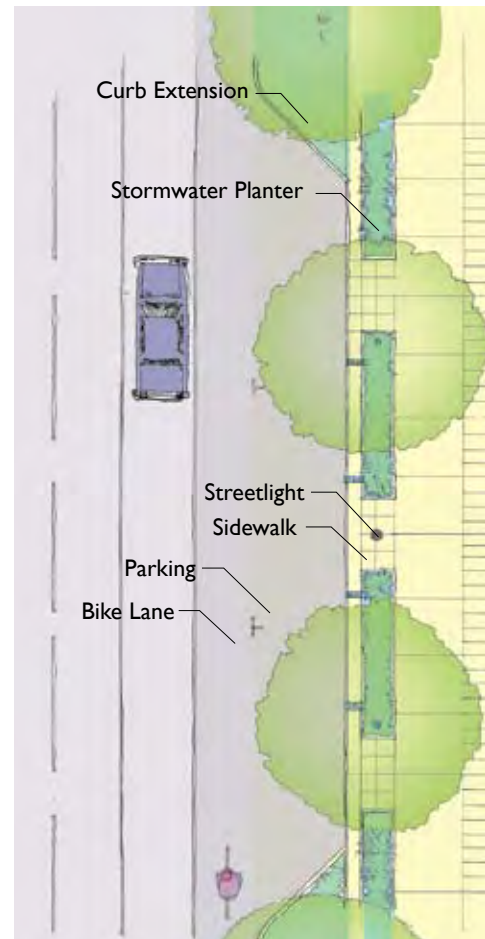 Curb Extension
Stormwater Planter
Streetlight
Sidewalk
Parking
Bike Lane